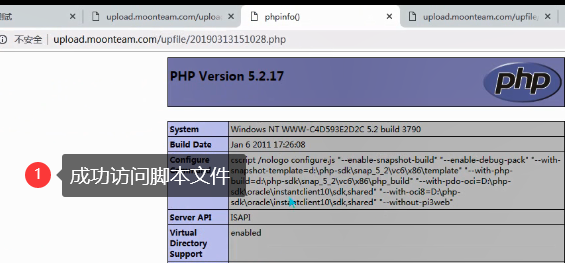 测试
upload.moonteam.com/uploa
phpinfo()
upload.moonteam.com/upfile
不安全 | upload.moonteam.com/upfile/20190313151028.php
PHP Version 5.2.17
php
System Windows NT WWW-C4D593E2D2C 5.2 build 3790
Build Date Jan 6 2011 17:26:08
Configure cscript /nologo configure.js "--enable-snapshot-build" "--enable-debug-pack" "--with-
snapshot-template=d:\php-sdk\snap_5_2\vc6\x86\template" "--with-php-
build=d:\php-sdk\snap_5_2\vc6\x86\php_build" "--with-pdo-oci=D:\php-
sdk\oracle\instantclient10\sdk,shared" "--with-oci8=D:\php-
sdk\oracle\instantclient10\sdk,shared" "--without-pi3web"
1 成功访问脚本文件
Server API ISAPI
Virtual enabled
Directory
Support